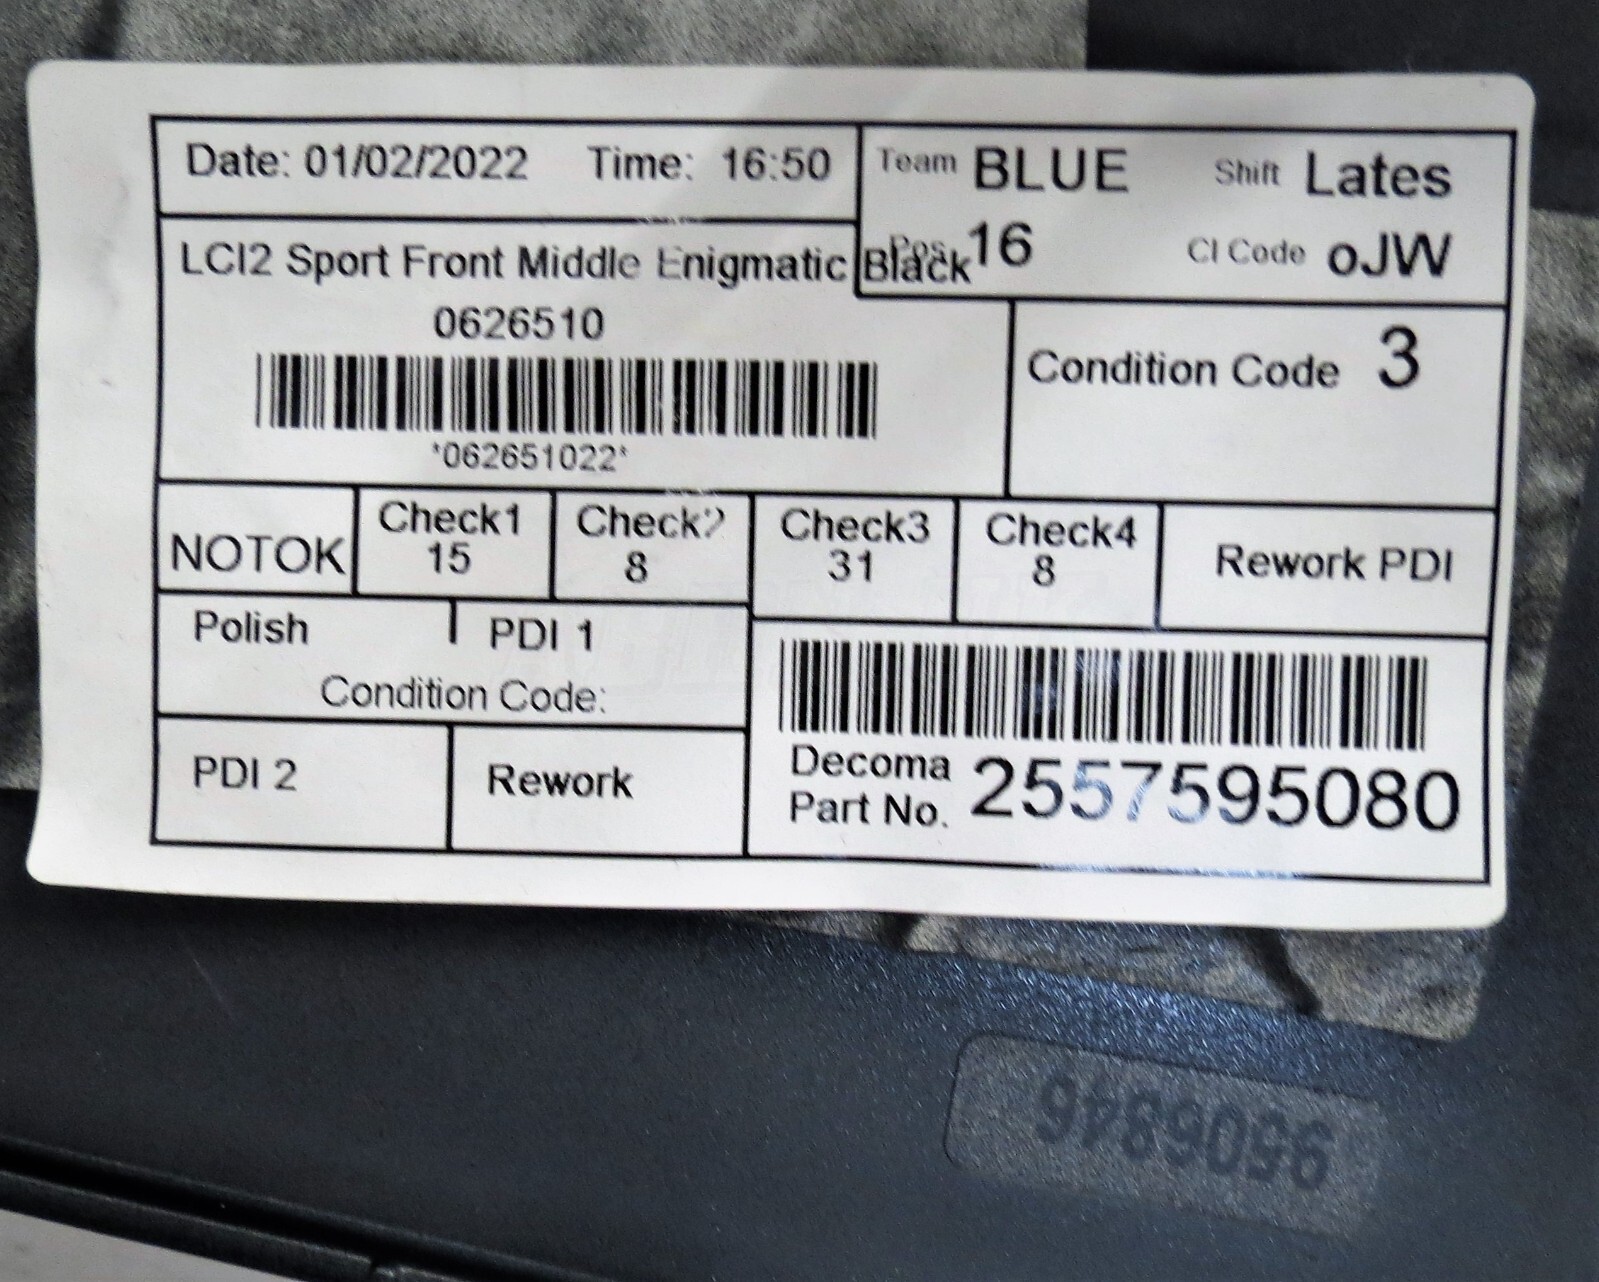 Date: 01/02/2022 Time: 16:50
Team BLUE Shift Lates
Pos. 16 CI Code oJW
LCI2 Sport Front Middle Enigmatic Black
0626510
*062651022*
Condition Code 3
NOTOK
Check1
15
Check2
8
Check3
31
Check4
8
Rework PDI
Polish
PDI 1
Condition Code:
PDI 2
Rework
Decoma
Part No. 2557595080